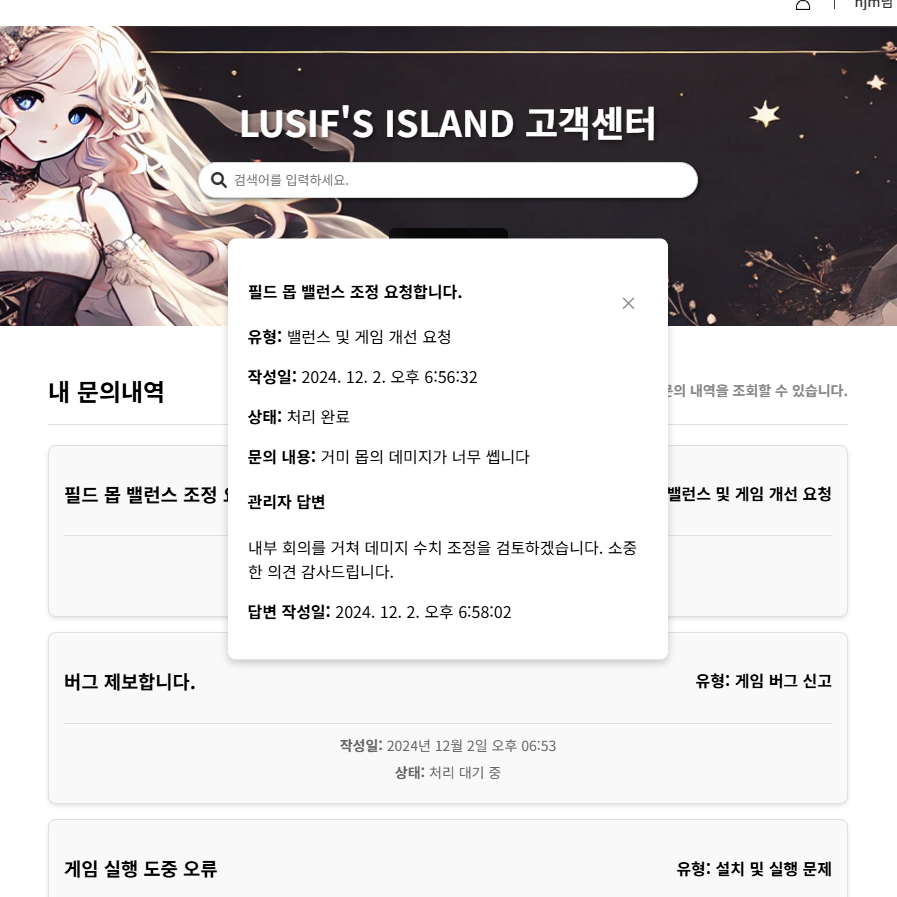 njm님
LUSIF'S ISLAND 고객센터
검색어를 입력하세요.
필드 몹 밸런스 조정 요청합니다.
유형: 밸런스 및 게임 개선 요청
작성일: 2024. 12. 2. 오후 6:56:32
상태: 처리 완료
문의 내용: 거미 몹의 데미지가 너무 쎕니다
관리자 답변
내부 회의를 거쳐 데미지 수치 조정을 검토하겠습니다. 소중
한 의견 감사드립니다.
답변 작성일: 2024. 12. 2. 오후 6:58:02
내 문의내역
내역을 조회할 수 있습니다.
필드 몹 밸런스 조정
밸런스 및 게임 개선 요청
버그 제보합니다.
유형: 게임 버그 신고
작성일: 2024년 12월 2일 오후 06:53
상태: 처리 대기 중
게임 실행 도중 오류
유형: 설치 및 실행 문제